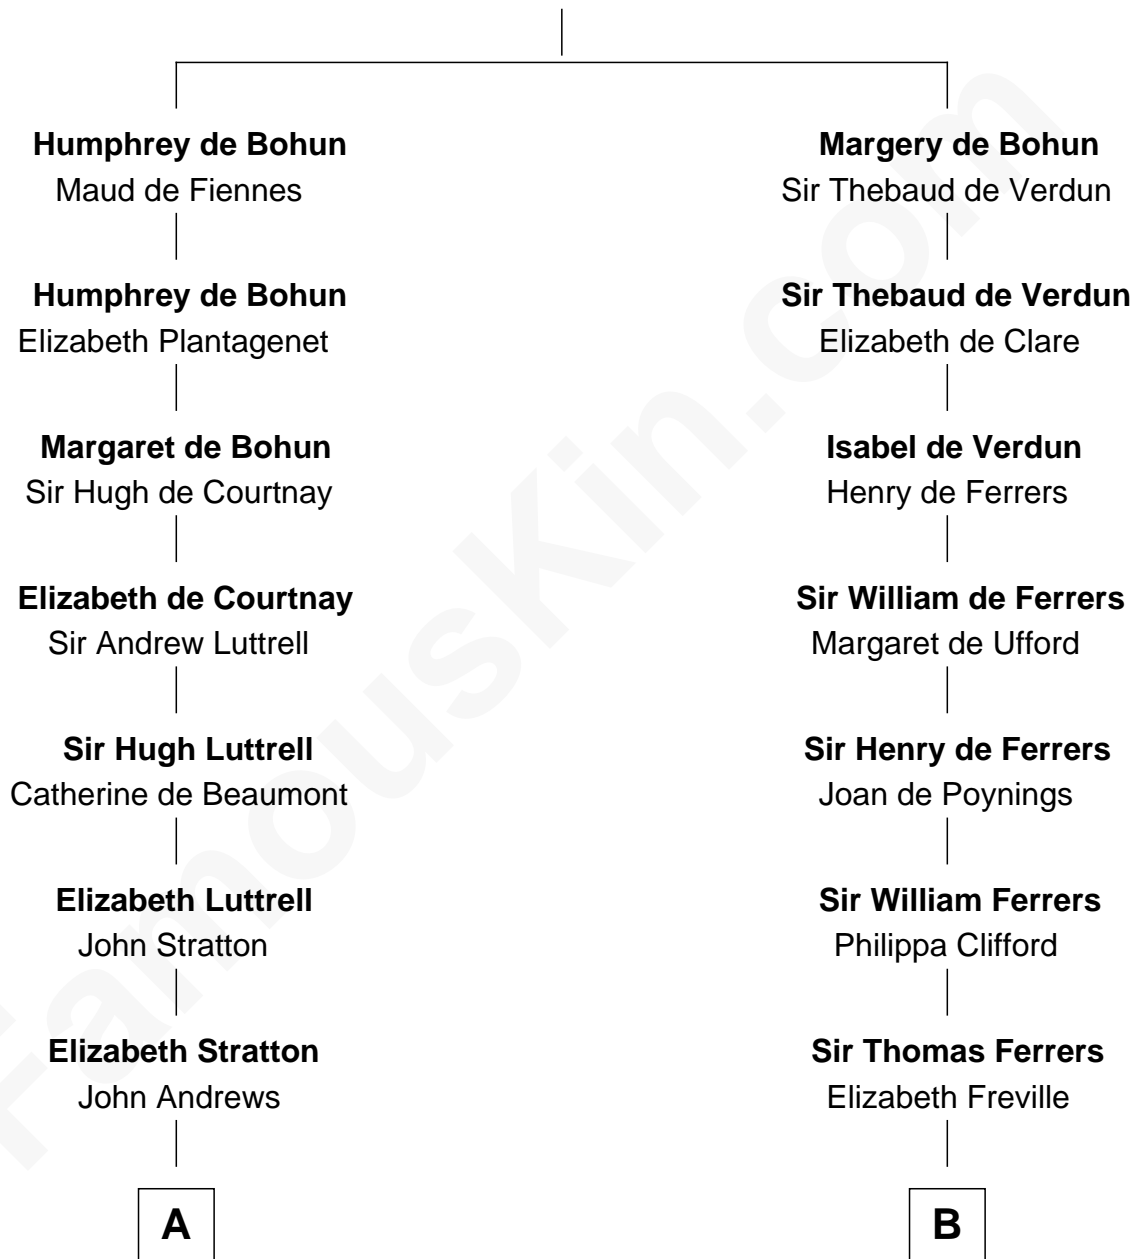 Humphrey de Bohun
Maud de Fiennes
Humphrey de Bohun
Elizabeth Plantagenet
Margaret de Bohun
Sir Hugh de Courtnay
Elizabeth de Courtnay
Sir Andrew Luttrell
Sir Hugh Luttrell
Catherine de Beaumont
Elizabeth Luttrell
John Stratton
Elizabeth Stratton
John Andrews
A
Margery de Bohun
Sir Thebaud de Verdun
Sir Thebaud de Verdun
Elizabeth de Clare
Isabel de Verdun
Henry de Ferrers
Sir William de Ferrers
Margaret de Ufford
Sir Henry de Ferrers
Joan de Poynings
Sir William Ferrers
Philippa Clifford
Sir Thomas Ferrers
Elizabeth Freville
B
FamousKin.com